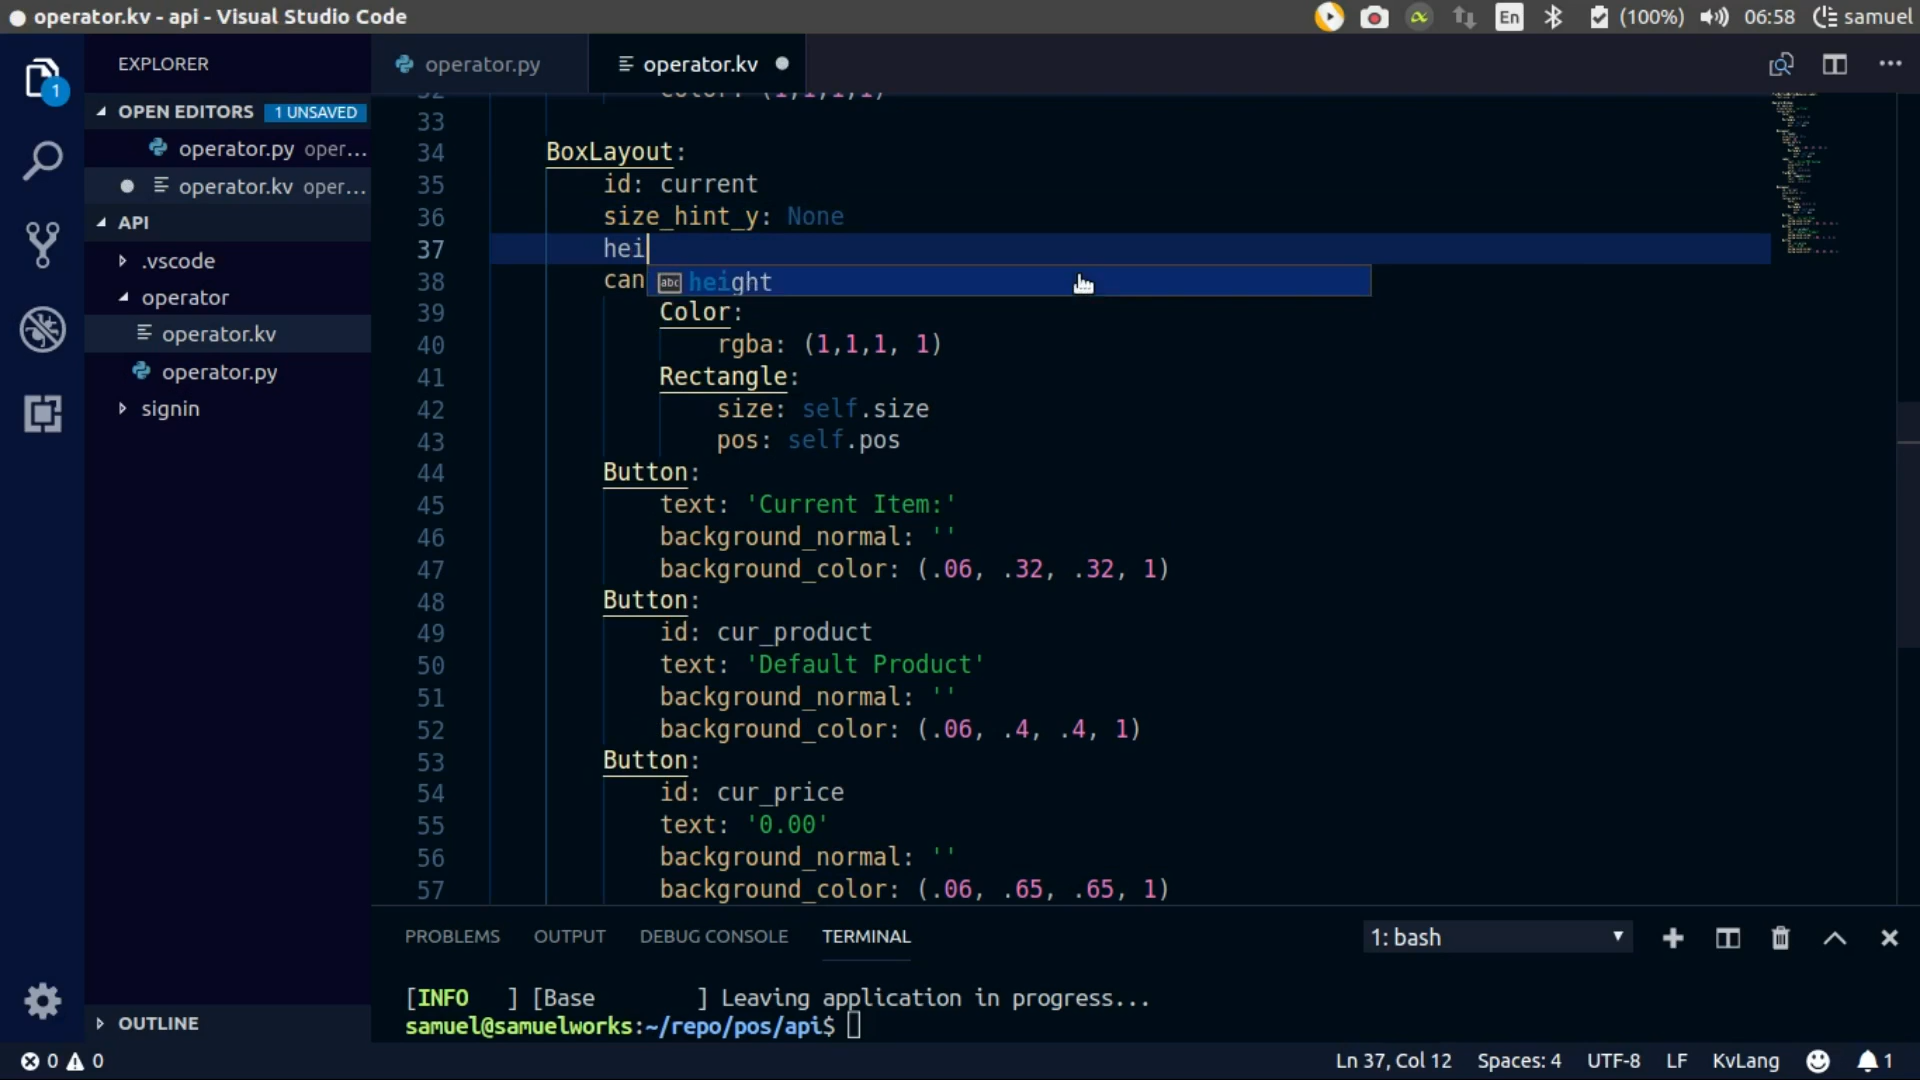 operator.kv - api - Visual Studio Code
En (100%) 06:58 samuel
EXPLORER
operator.py
operator.kv
1
OPEN EDITORS 1 UNSAVED
operator.py oper...
operator.kv oper...
API
.vscode
operator
operator.kv
operator.py
signin
OUTLINE
32 color: (1,1,1,1)
33
34 BoxLayout:
35 id: current
36 size_hint_y: None
37 hei
38 can
abc height
39 Color:
40 rgba: (1,1,1, 1)
41 Rectangle:
42 size: self.size
43 pos: self.pos
44 Button:
45 text: 'Current Item:'
46 background_normal: ''
47 background_color: (.06, .32, .32, 1)
48 Button:
49 id: cur_product
50 text: 'Default Product'
51 background_normal: ''
52 background_color: (.06, .4, .4, 1)
53 Button:
54 id: cur_price
55 text: '0.00'
56 background_normal: ''
57 background_color: (.06, .65, .65, 1)
PROBLEMS OUTPUT DEBUG CONSOLE TERMINAL 1: bash
[INFO   ] [Base        ] Leaving application in progress...
samuel@samuelworks:~/repo/pos/api$
0 0 Ln 37, Col 12 Spaces: 4 UTF-8 LF KvLang 1